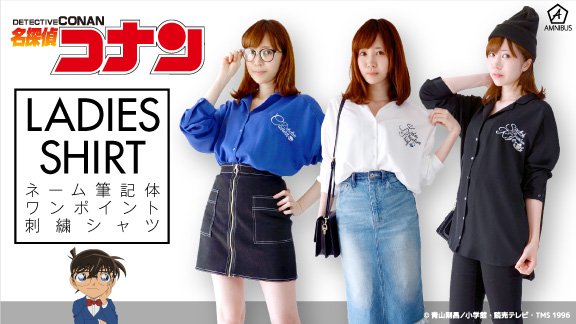 DETECTIVE CONAN
名探偵
コナン
LADIES
SHIRT
ネーム筆記体
ワンポイント
刺繍シャツ
AMNIBUS
© 青山剛昌／小学館・読売テレビ・TMS 1996